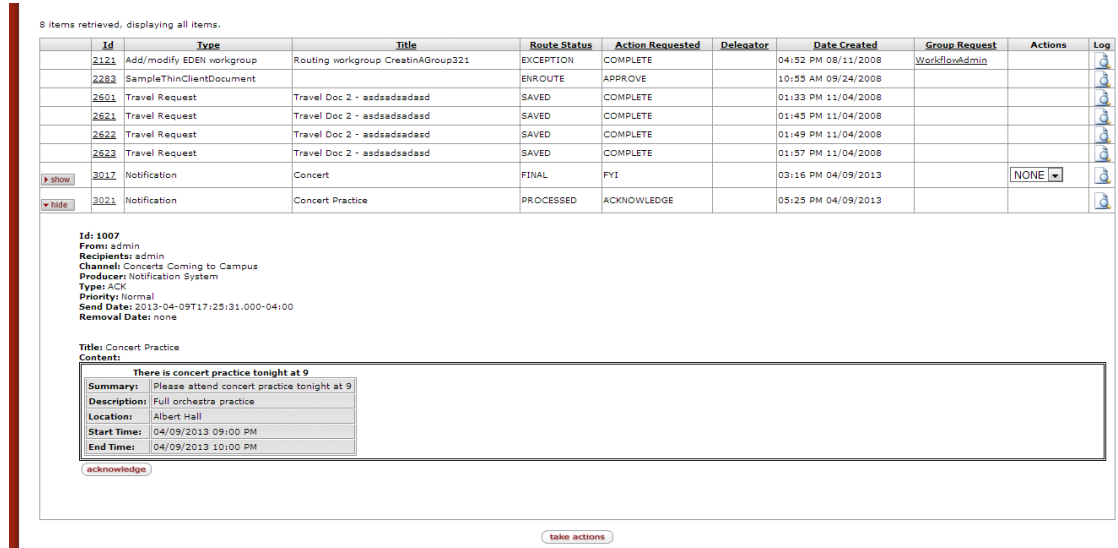 8 items retrieved, displaying all items.
Id Type Title Route Status Action Requested Delegator Date Created Group Request Actions Log
2121 Add/modify EDEN workgroup Routing workgroup CreatinAGroup321 EXCEPTION COMPLETE 04:52 PM 08/11/2008 WorkflowAdmin
2283 SampleThinClientDocument ENROUTE APPROVE 10:55 AM 09/24/2008
2601 Travel Request Travel Doc 2 - asdsadsadasd SAVED COMPLETE 01:33 PM 11/04/2008
2621 Travel Request Travel Doc 2 - asdsadsadasd SAVED COMPLETE 01:45 PM 11/04/2008
2622 Travel Request Travel Doc 2 - asdsadsadasd SAVED COMPLETE 01:49 PM 11/04/2008
2623 Travel Request Travel Doc 2 - asdsadsadasd SAVED COMPLETE 01:57 PM 11/04/2008
show 3017 Notification Concert FINAL FYI 03:16 PM 04/09/2013 NONE
hide 3021 Notification Concert Practice PROCESSED ACKNOWLEDGE 05:25 PM 04/09/2013
Id: 1007
From: admin
Recipients: admin
Channel: Concerts Coming to Campus
Producer: Notification System
Type: ACK
Priority: Normal
Send Date: 2013-04-09T17:25:31.000-04:00
Removal Date: none
Title: Concert Practice
Content:
There is concert practice tonight at 9
Summary: Please attend concert practice tonight at 9
Description: Full orchestra practice
Location: Albert Hall
Start Time: 04/09/2013 09:00 PM
End Time: 04/09/2013 10:00 PM
acknowledge
take actions